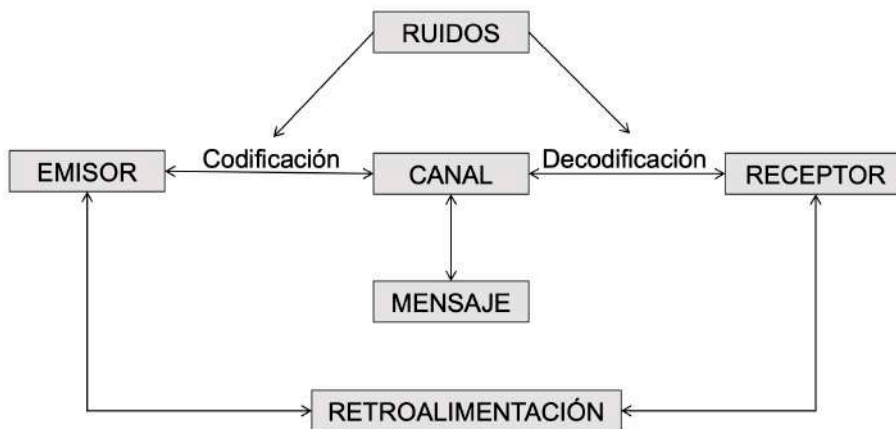 RUIDOS
Codificación
Decodificación
EMISOR
CANAL
RECEPTOR
MENSAJE
RETROALIMENTACIÓN